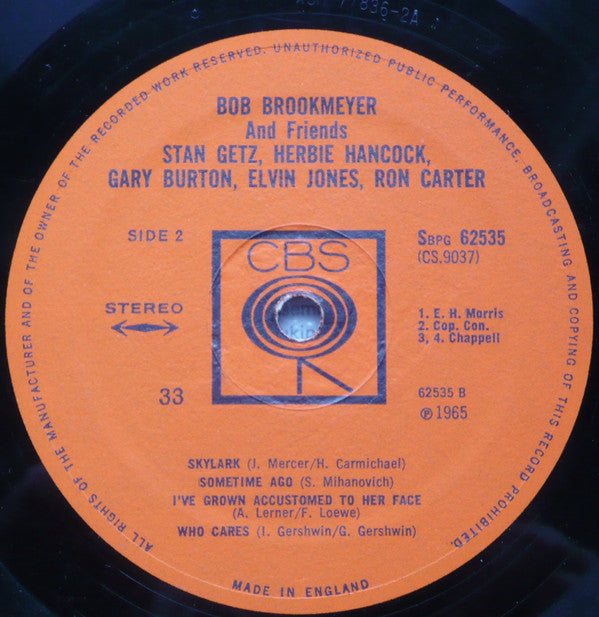 77836-2A
ALL RIGHTS OF THE MANUFACTURER AND OF THE OWNER OF THE RECORDED WORK RESERVED. UNAUTHORIZED PUBLIC PERFORMANCE, BROADCASTING AND COPYING OF THIS RECORD PROHIBITED.
BOB BROOKMEYER
And Friends
STAN GETZ, HERBIE HANCOCK,
GARY BURTON, ELVIN JONES, RON CARTER
SIDE 2
CBS
SBPG 62535
(CS.9037)
STEREO
1. E. H. Morris
2. Cop. Con.
3, 4. Chappell
33
62535 B
℗ 1965
SKYLARK (J. Mercer/H. Carmichael)
SOMETIME AGO (S. Mihanovich)
I'VE GROWN ACCUSTOMED TO HER FACE
(A. Lerner/F. Loewe)
WHO CARES (I. Gershwin/G. Gershwin)
MADE IN ENGLAND